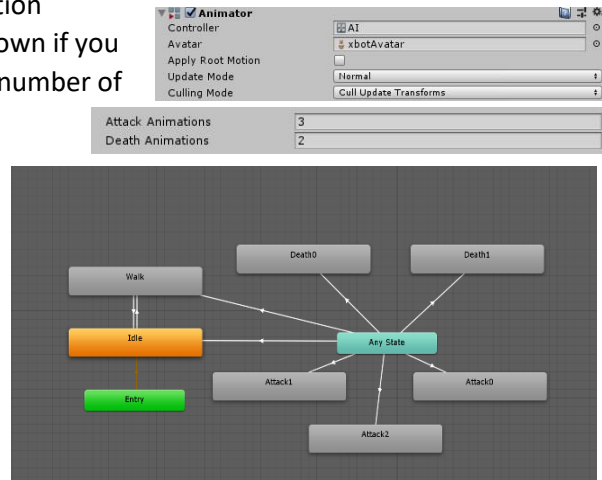 tion
own if you
number of
Animator
Controller AI
Avatar xbotAvatar
Apply Root Motion
Update Mode Normal
Culling Mode Cull Update Transforms
Attack Animations 3
Death Animations 2
Death0 Death1
Walk
Idle Any State
Attack1 Attack0
Entry
Attack2